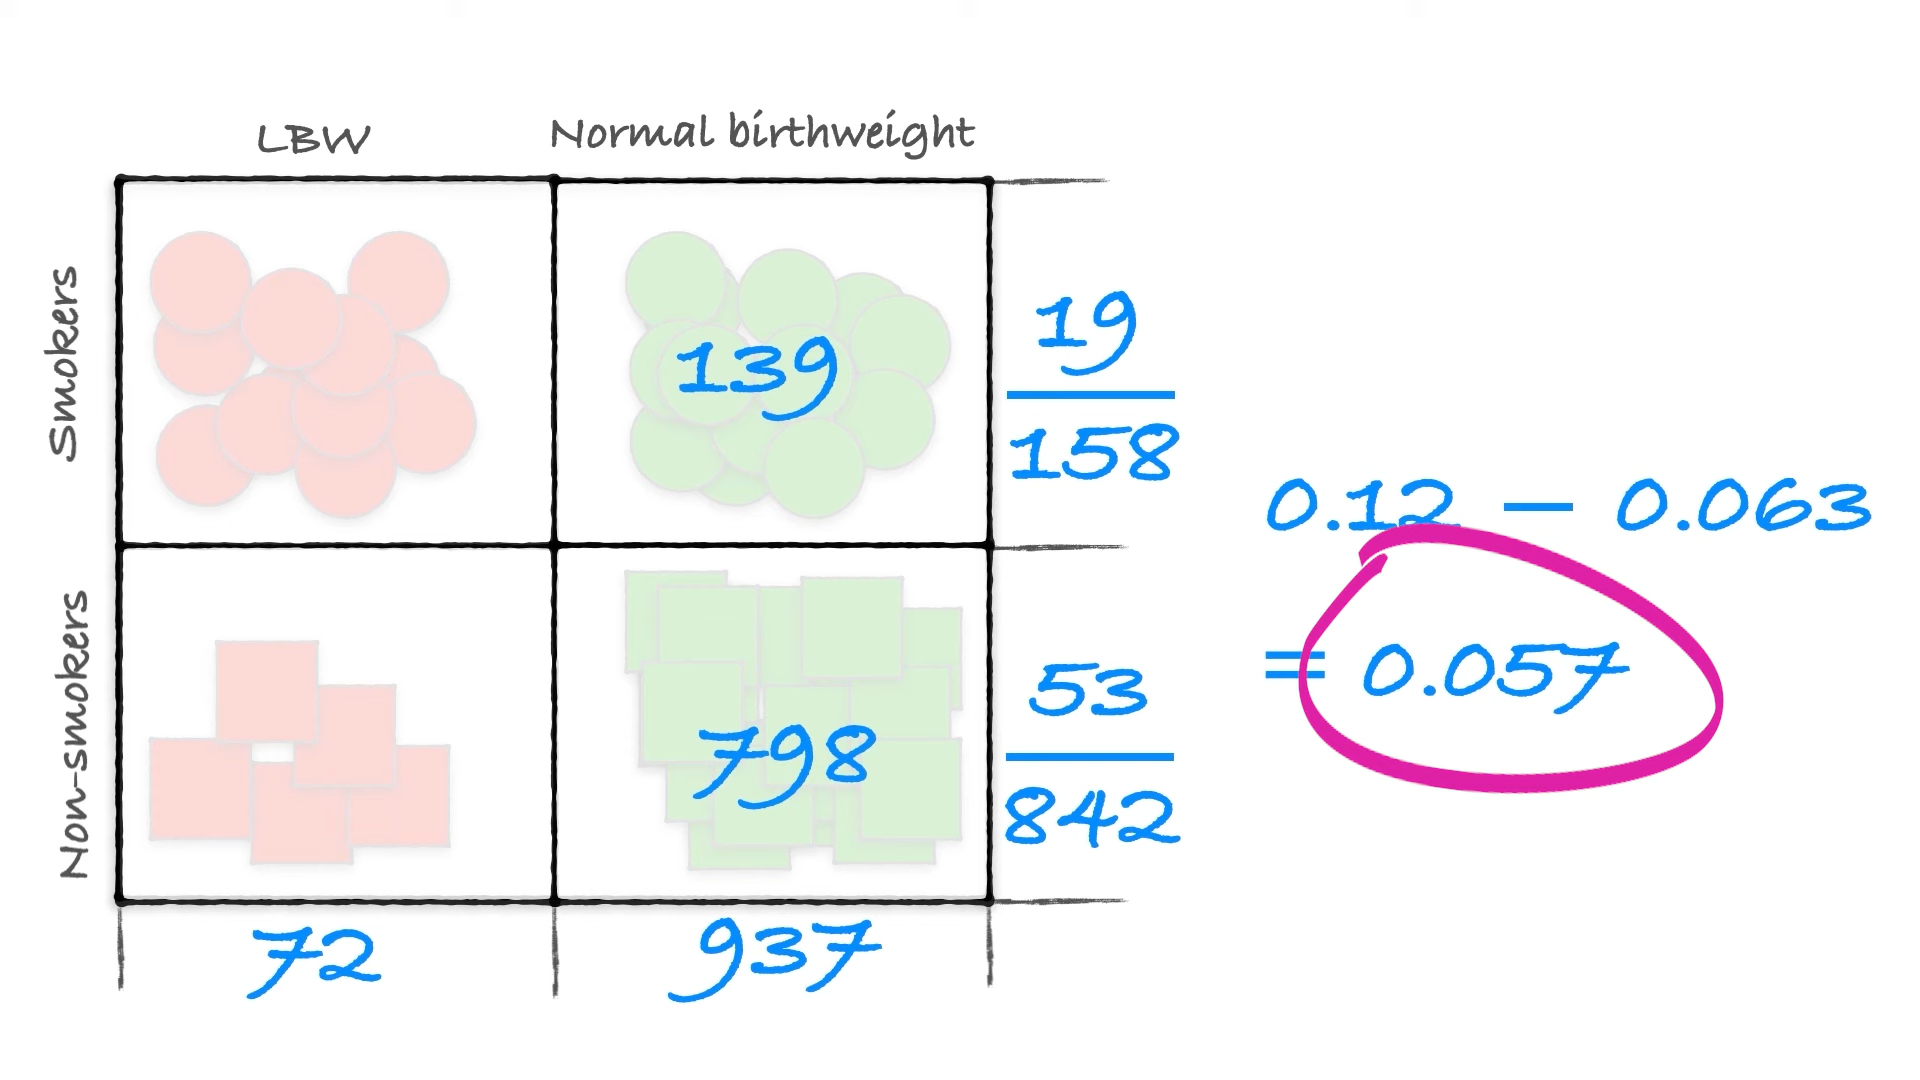 LBW
Normal birthweight
Smokers
139
19
158
Non-smokers
798
53
842
72
937
0.12 – 0.063
= 0.057